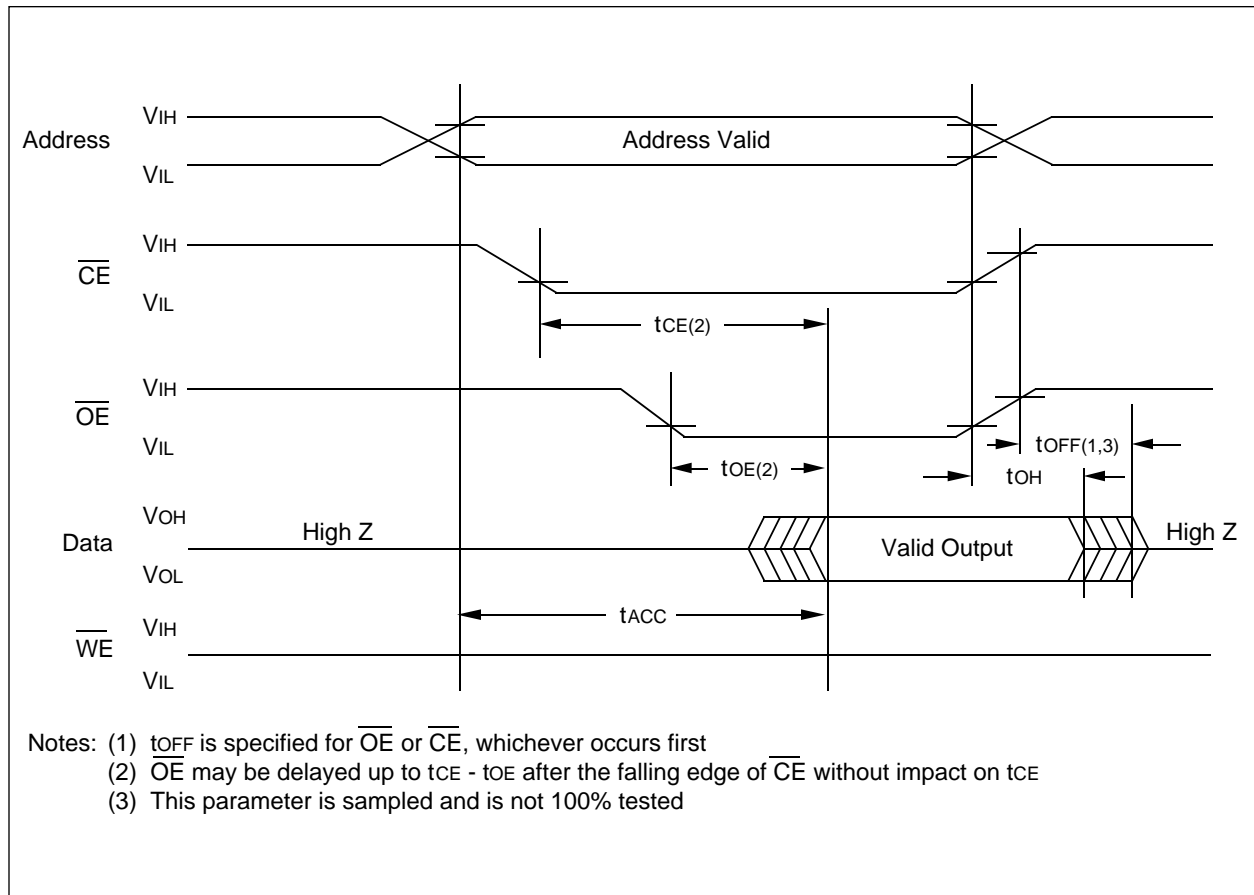 VIH
Address
Address Valid
VIL
VIH
CE
VIL
tCE(2)
VIH
OE
VIL
tOFF(1,3)
tOE(2)
tOH
VOH
High Z
Data
Valid Output
High Z
VOL
tACC
VIH
WE
VIL
Notes: (1) tOFF is specified for OE or CE, whichever occurs first
(2) OE may be delayed up to tCE - tOE after the falling edge of CE without impact on tCE
(3) This parameter is sampled and is not 100% tested